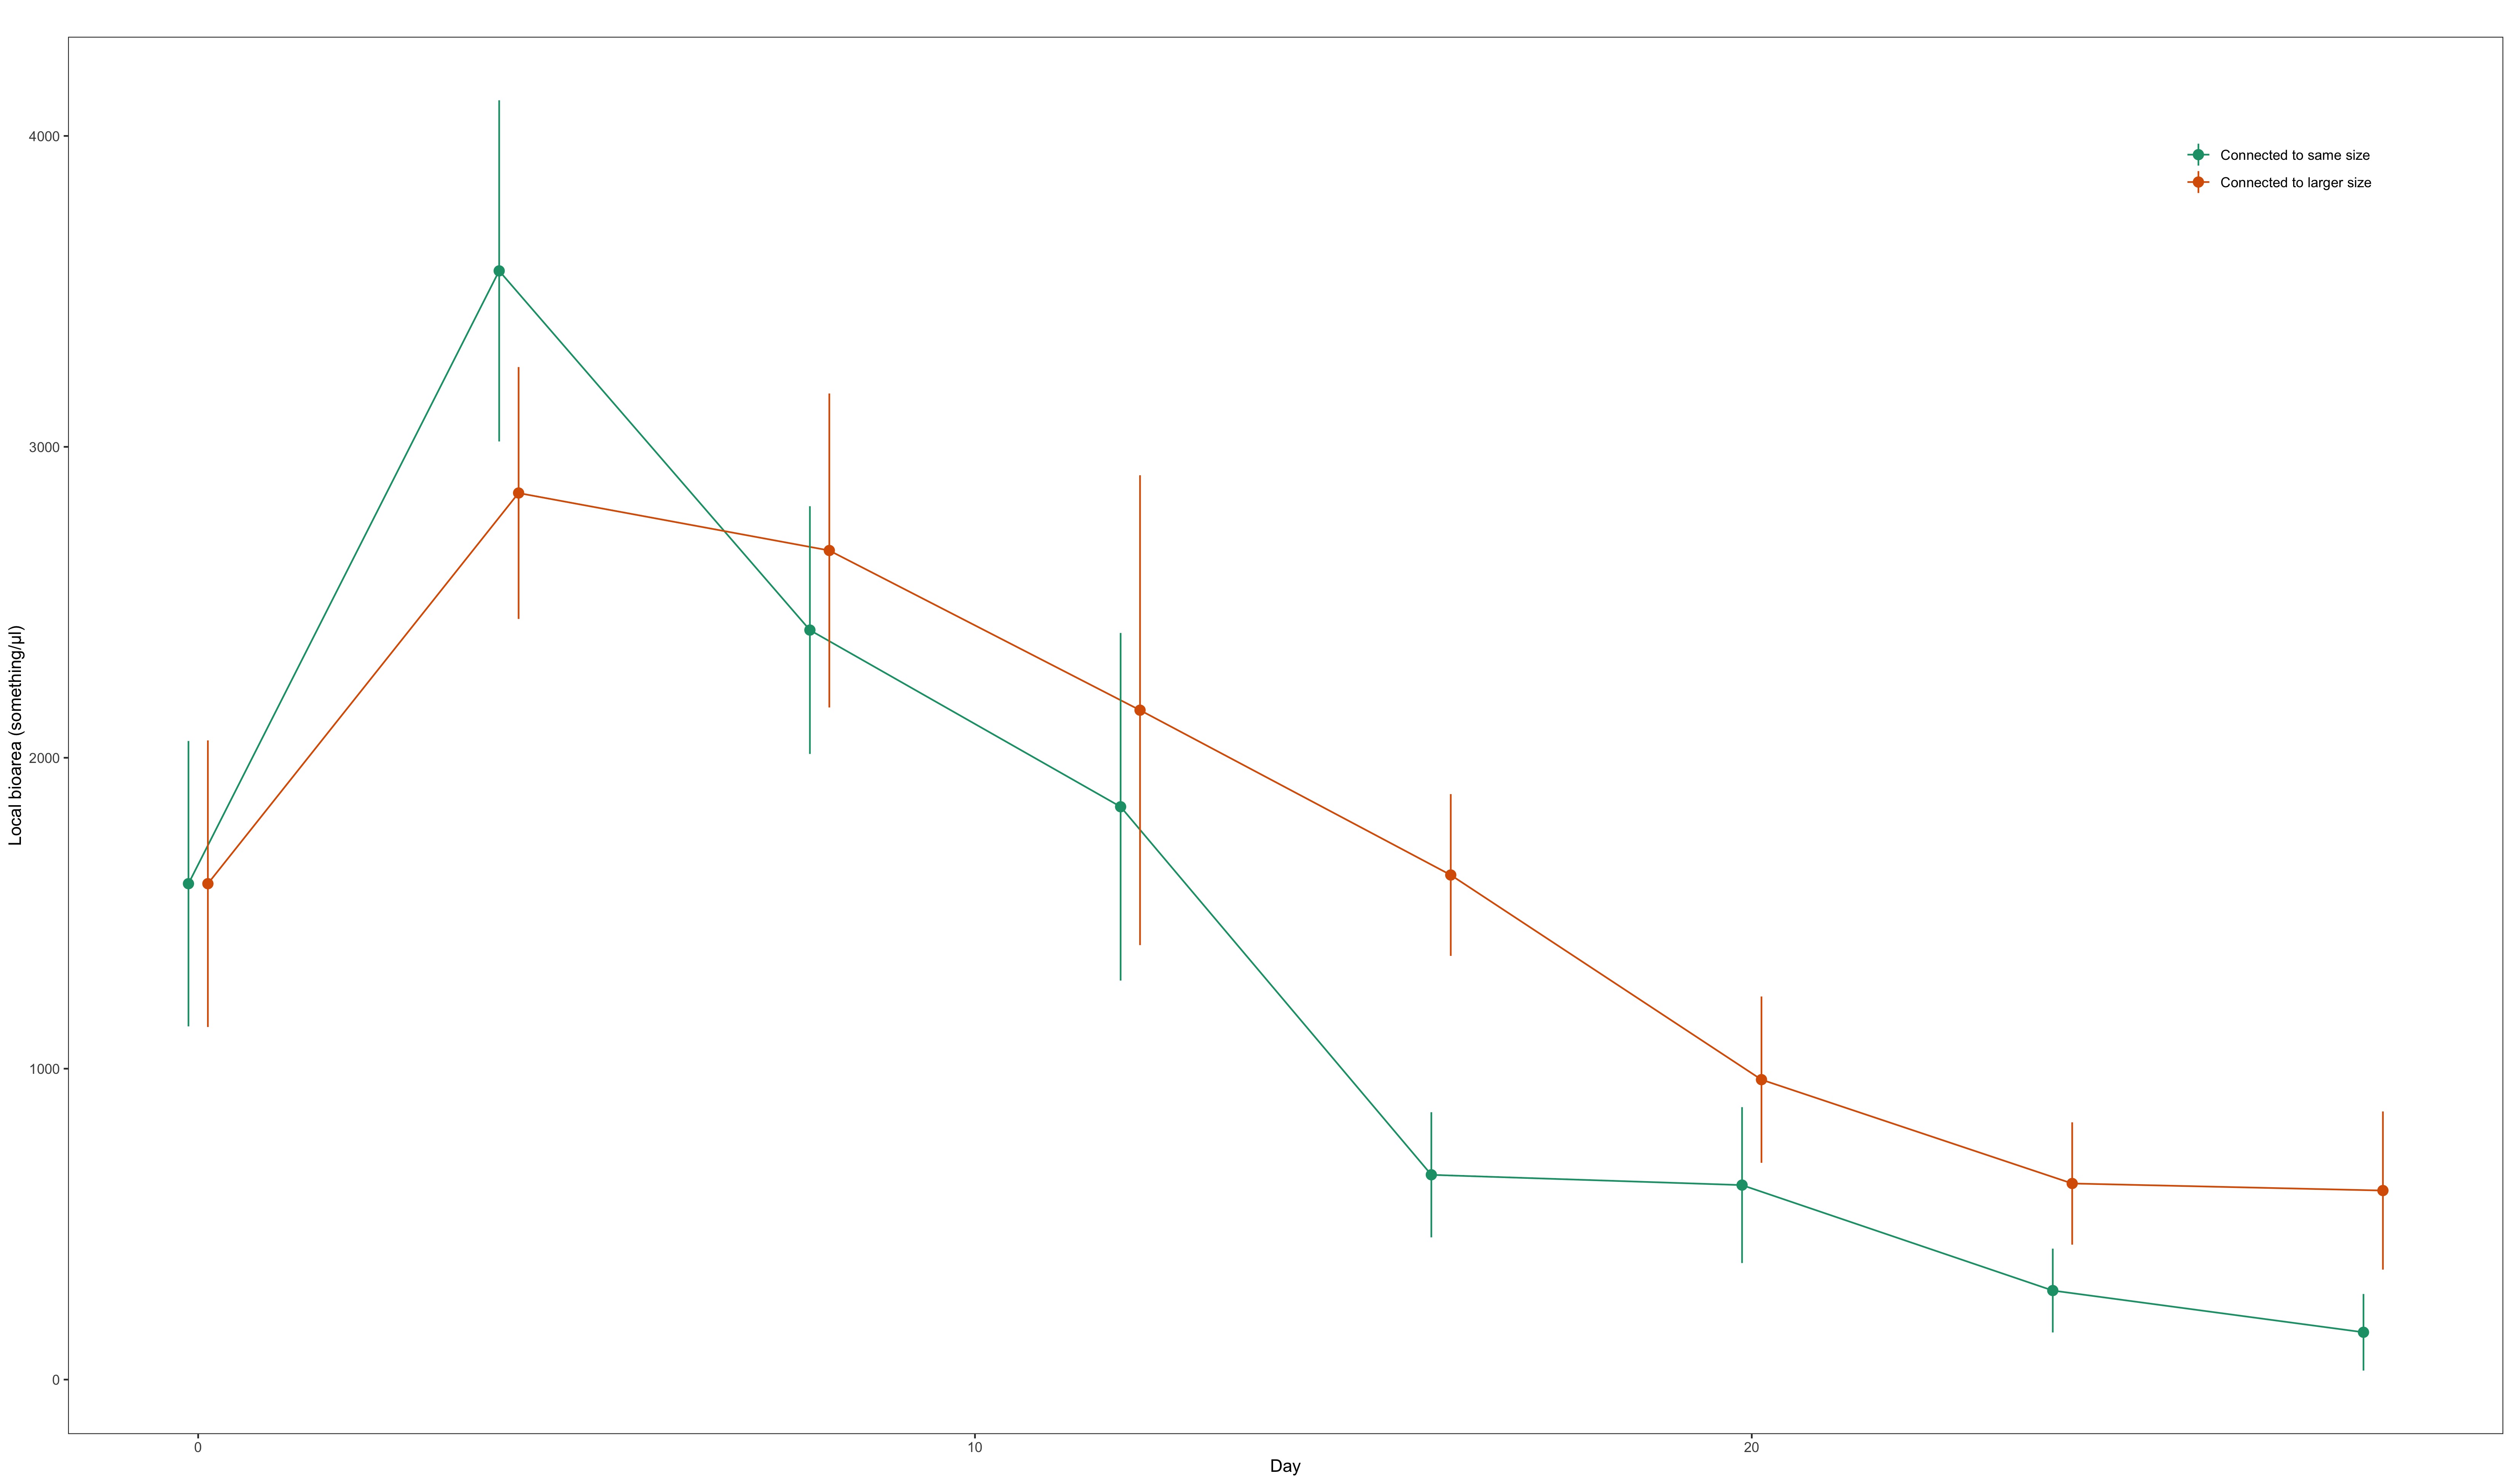 4000
3000
2000
1000
0
Local bioarea (something/µl)
0
10
20
Day
Connected to same size
Connected to larger size